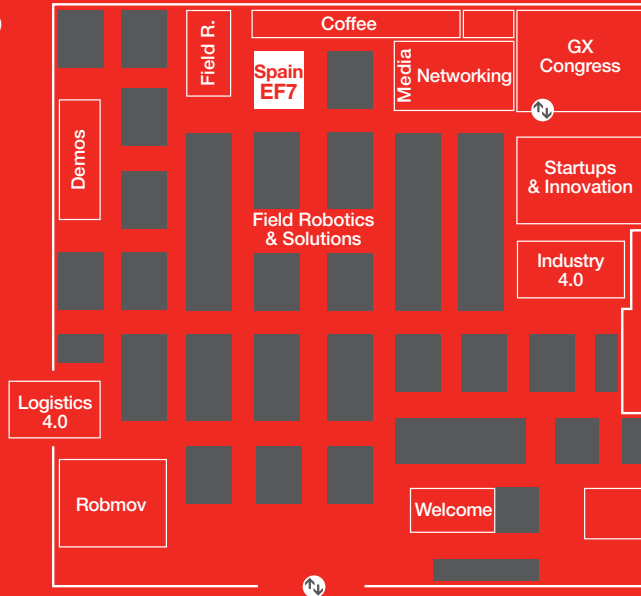 Coffee
Field R.
Spain
EF7
Media
Networking
GX
Congress
Demos
Startups
& Innovation
Field Robotics
& Solutions
Industry
4.0
Logistics
4.0
Robmov
Welcome